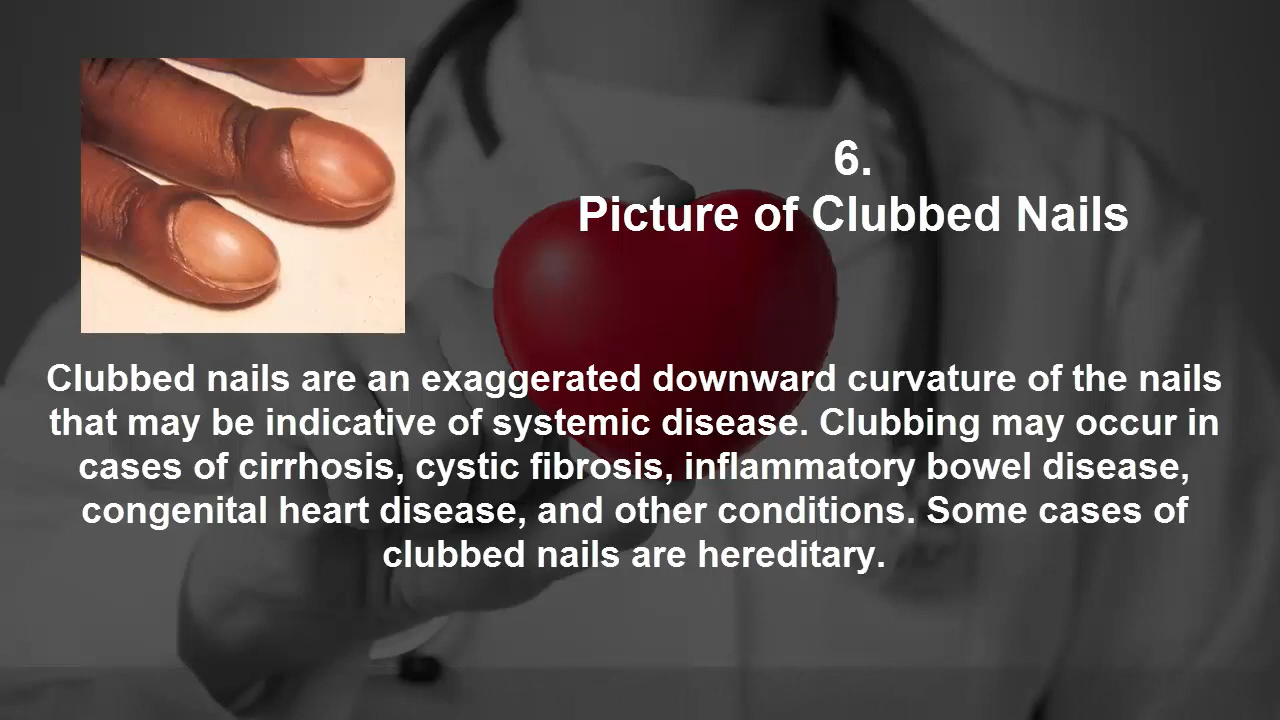 6.
Picture of Clubbed Nails
Clubbed nails are an exaggerated downward curvature of the nails
that may be indicative of systemic disease. Clubbing may occur in
cases of cirrhosis, cystic fibrosis, inflammatory bowel disease,
congenital heart disease, and other conditions. Some cases of
clubbed nails are hereditary.